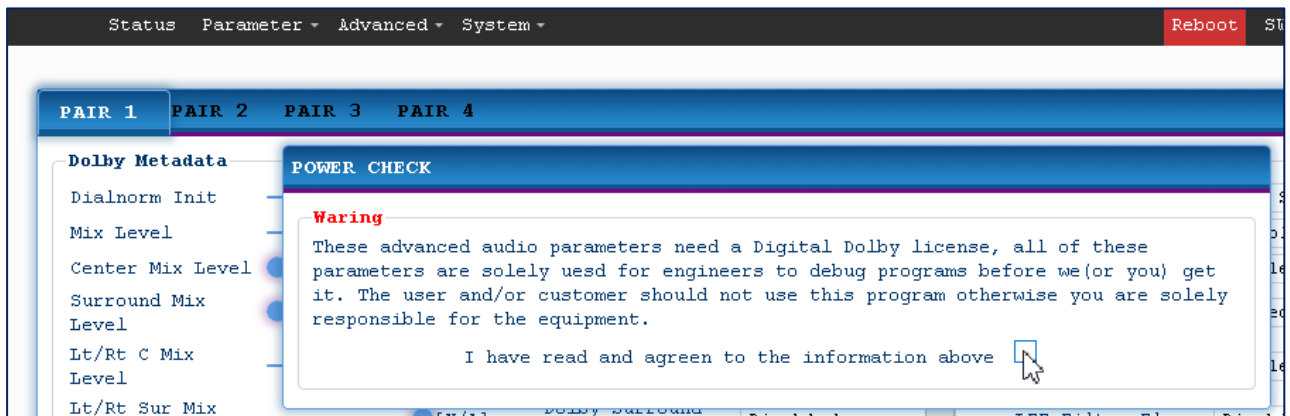 Status Parameter Advanced System Reboot
PAIR 1 PAIR 2 PAIR 3 PAIR 4
Dolby Metadata
Dialnorm Init
Mix Level
Center Mix Level
Surround Mix
Level
Lt/Rt C Mix
Level
Lt/Rt Sur Mix
POWER CHECK
Waring
These advanced audio parameters need a Digital Dolby license, all of these
parameters are solely uesd for engineers to debug programs before we(or you) get
it. The user and/or customer should not use this program otherwise you are solely
responsible for the equipment.
I have read and agreen to the information above